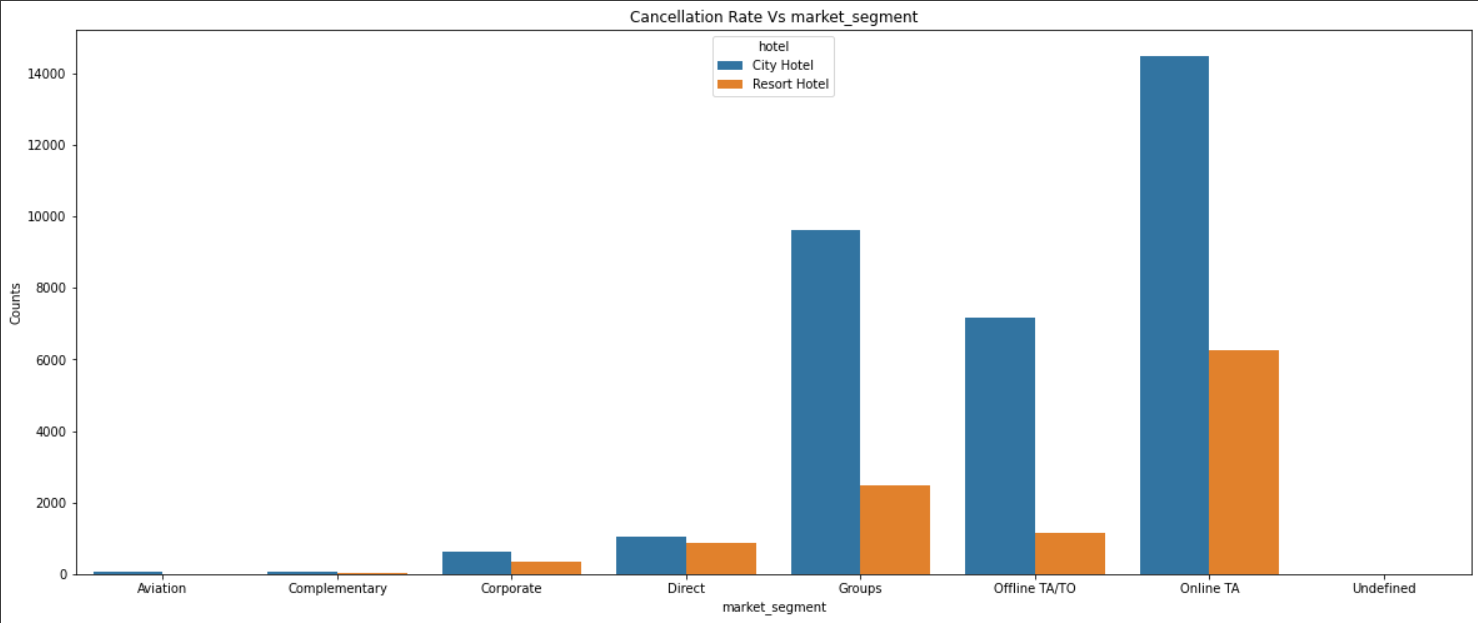 Cancellation Rate Vs market_segment
hotel
City Hotel
Resort Hotel
Counts
14000
12000
10000
8000
6000
4000
2000
0
Aviation Complementary Corporate Direct Groups Offline TA/TO Online TA Undefined
market_segment